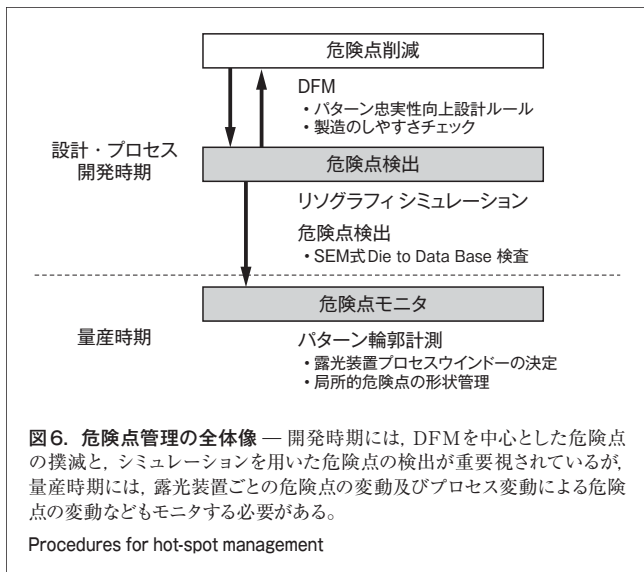 危険点削減
DFM
・パターン忠実性向上設計ルール
・製造のしやすさチェック
設計・プロセス
開発時期
危険点検出
リソグラフィ シミュレーション
危険点検出
・SEM式 Die to Data Base 検査
危険点モニタ
量産時期
パターン輪郭計測
・露光装置プロセスウインドーの決定
・局所的危険点の形状管理
図6. 危険点管理の全体像 — 開発時期には,DFMを中心とした危険点
の撲滅と,シミュレーションを用いた危険点の検出が重要視されているが,
量産時期には,露光装置ごとの危険点の変動及びプロセス変動による危険
点の変動などもモニタする必要がある。
Procedures for hot-spot management